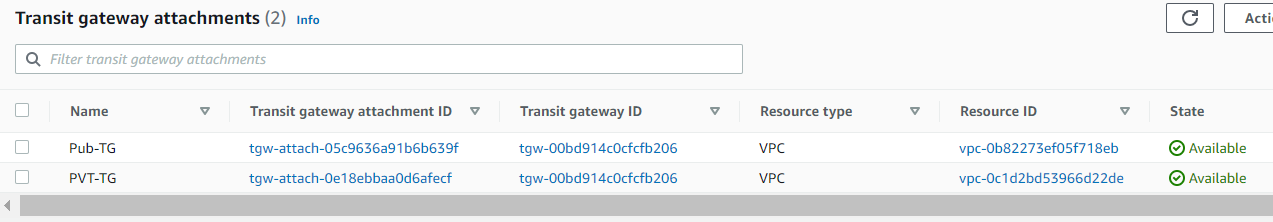 Transit gateway attachments (2) Info
Filter transit gateway attachments
Name Transit gateway attachment ID Transit gateway ID Resource type Resource ID State
Pub-TG tgw-attach-05c9636a91b6b639f tgw-00bd914c0cfcfb206 VPC vpc-0b82273ef05f718eb Available
PVT-TG tgw-attach-0e18ebbaa0d6afecf tgw-00bd914c0cfcfb206 VPC vpc-0c1d2bd53966d22de Available